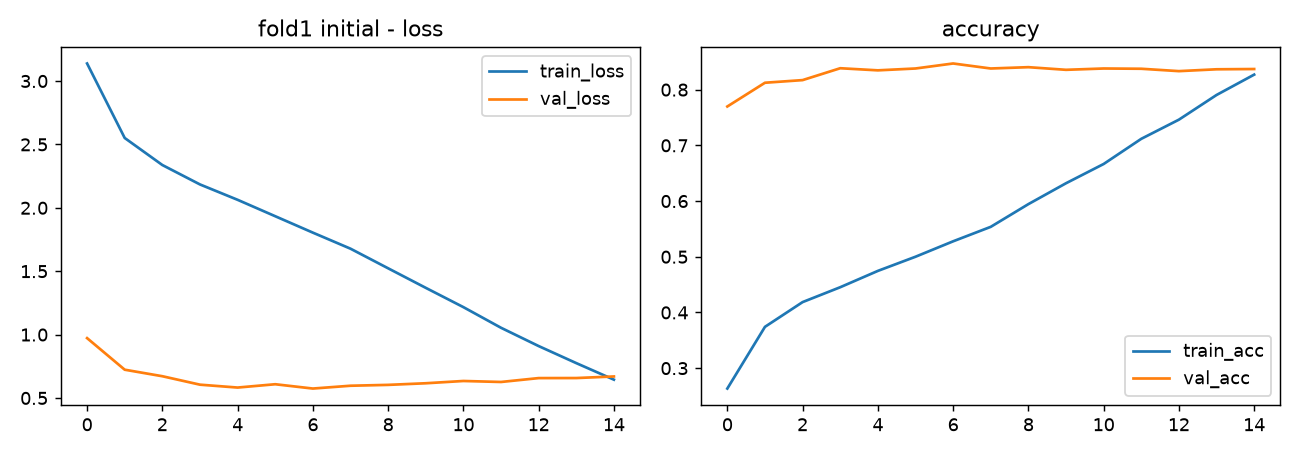 fold1 initial - loss
3.0
2.5
2.0
1.5
1.0
0.5
0 2 4 6 8 10 12 14
train_loss
val_loss
accuracy
0.8
0.7
0.6
0.5
0.4
0.3
0 2 4 6 8 10 12 14
train_acc
val_acc